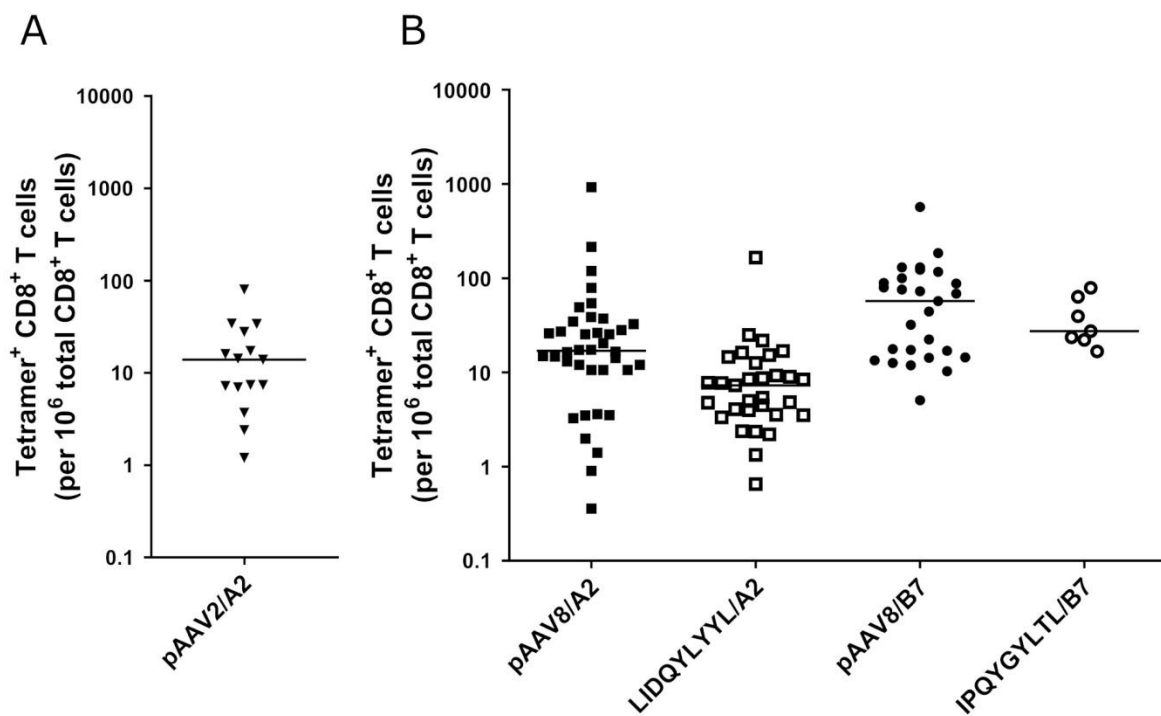 A
B
Tetramer⁺ CD8⁺ T cells
(per 10⁶ total CD8⁺ T cells)
10000
1000
100
10
1
0.1
pAAV2/A2
Tetramer⁺ CD8⁺ T cells
(per 10⁶ total CD8⁺ T cells)
10000
1000
100
10
1
0.1
pAAV8/A2
LIDQYLYYL/A2
pAAV8/B7
IPQYGYLTL/B7